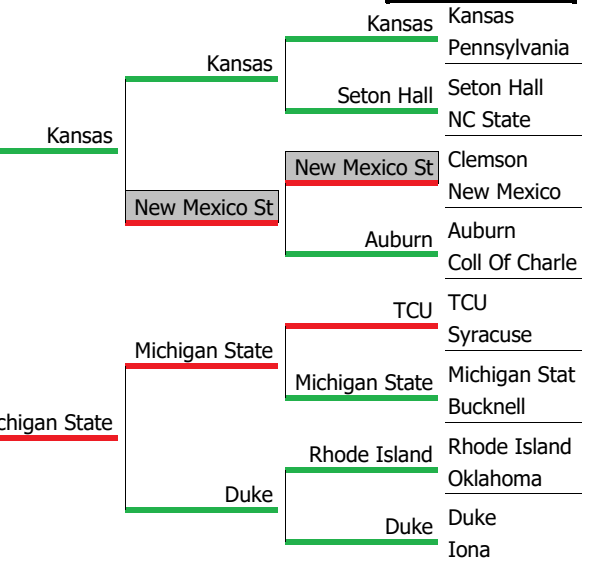 Kansas
Kansas
Pennsylvania
Kansas
Seton Hall
Seton Hall
NC State
Kansas
New Mexico St
Clemson
New Mexico
New Mexico St
Auburn
Auburn
Coll Of Charle
TCU
TCU
Syracuse
Michigan State
Michigan State
Michigan Stat
Bucknell
chigan State
Rhode Island
Rhode Island
Oklahoma
Duke
Duke
Duke
Iona